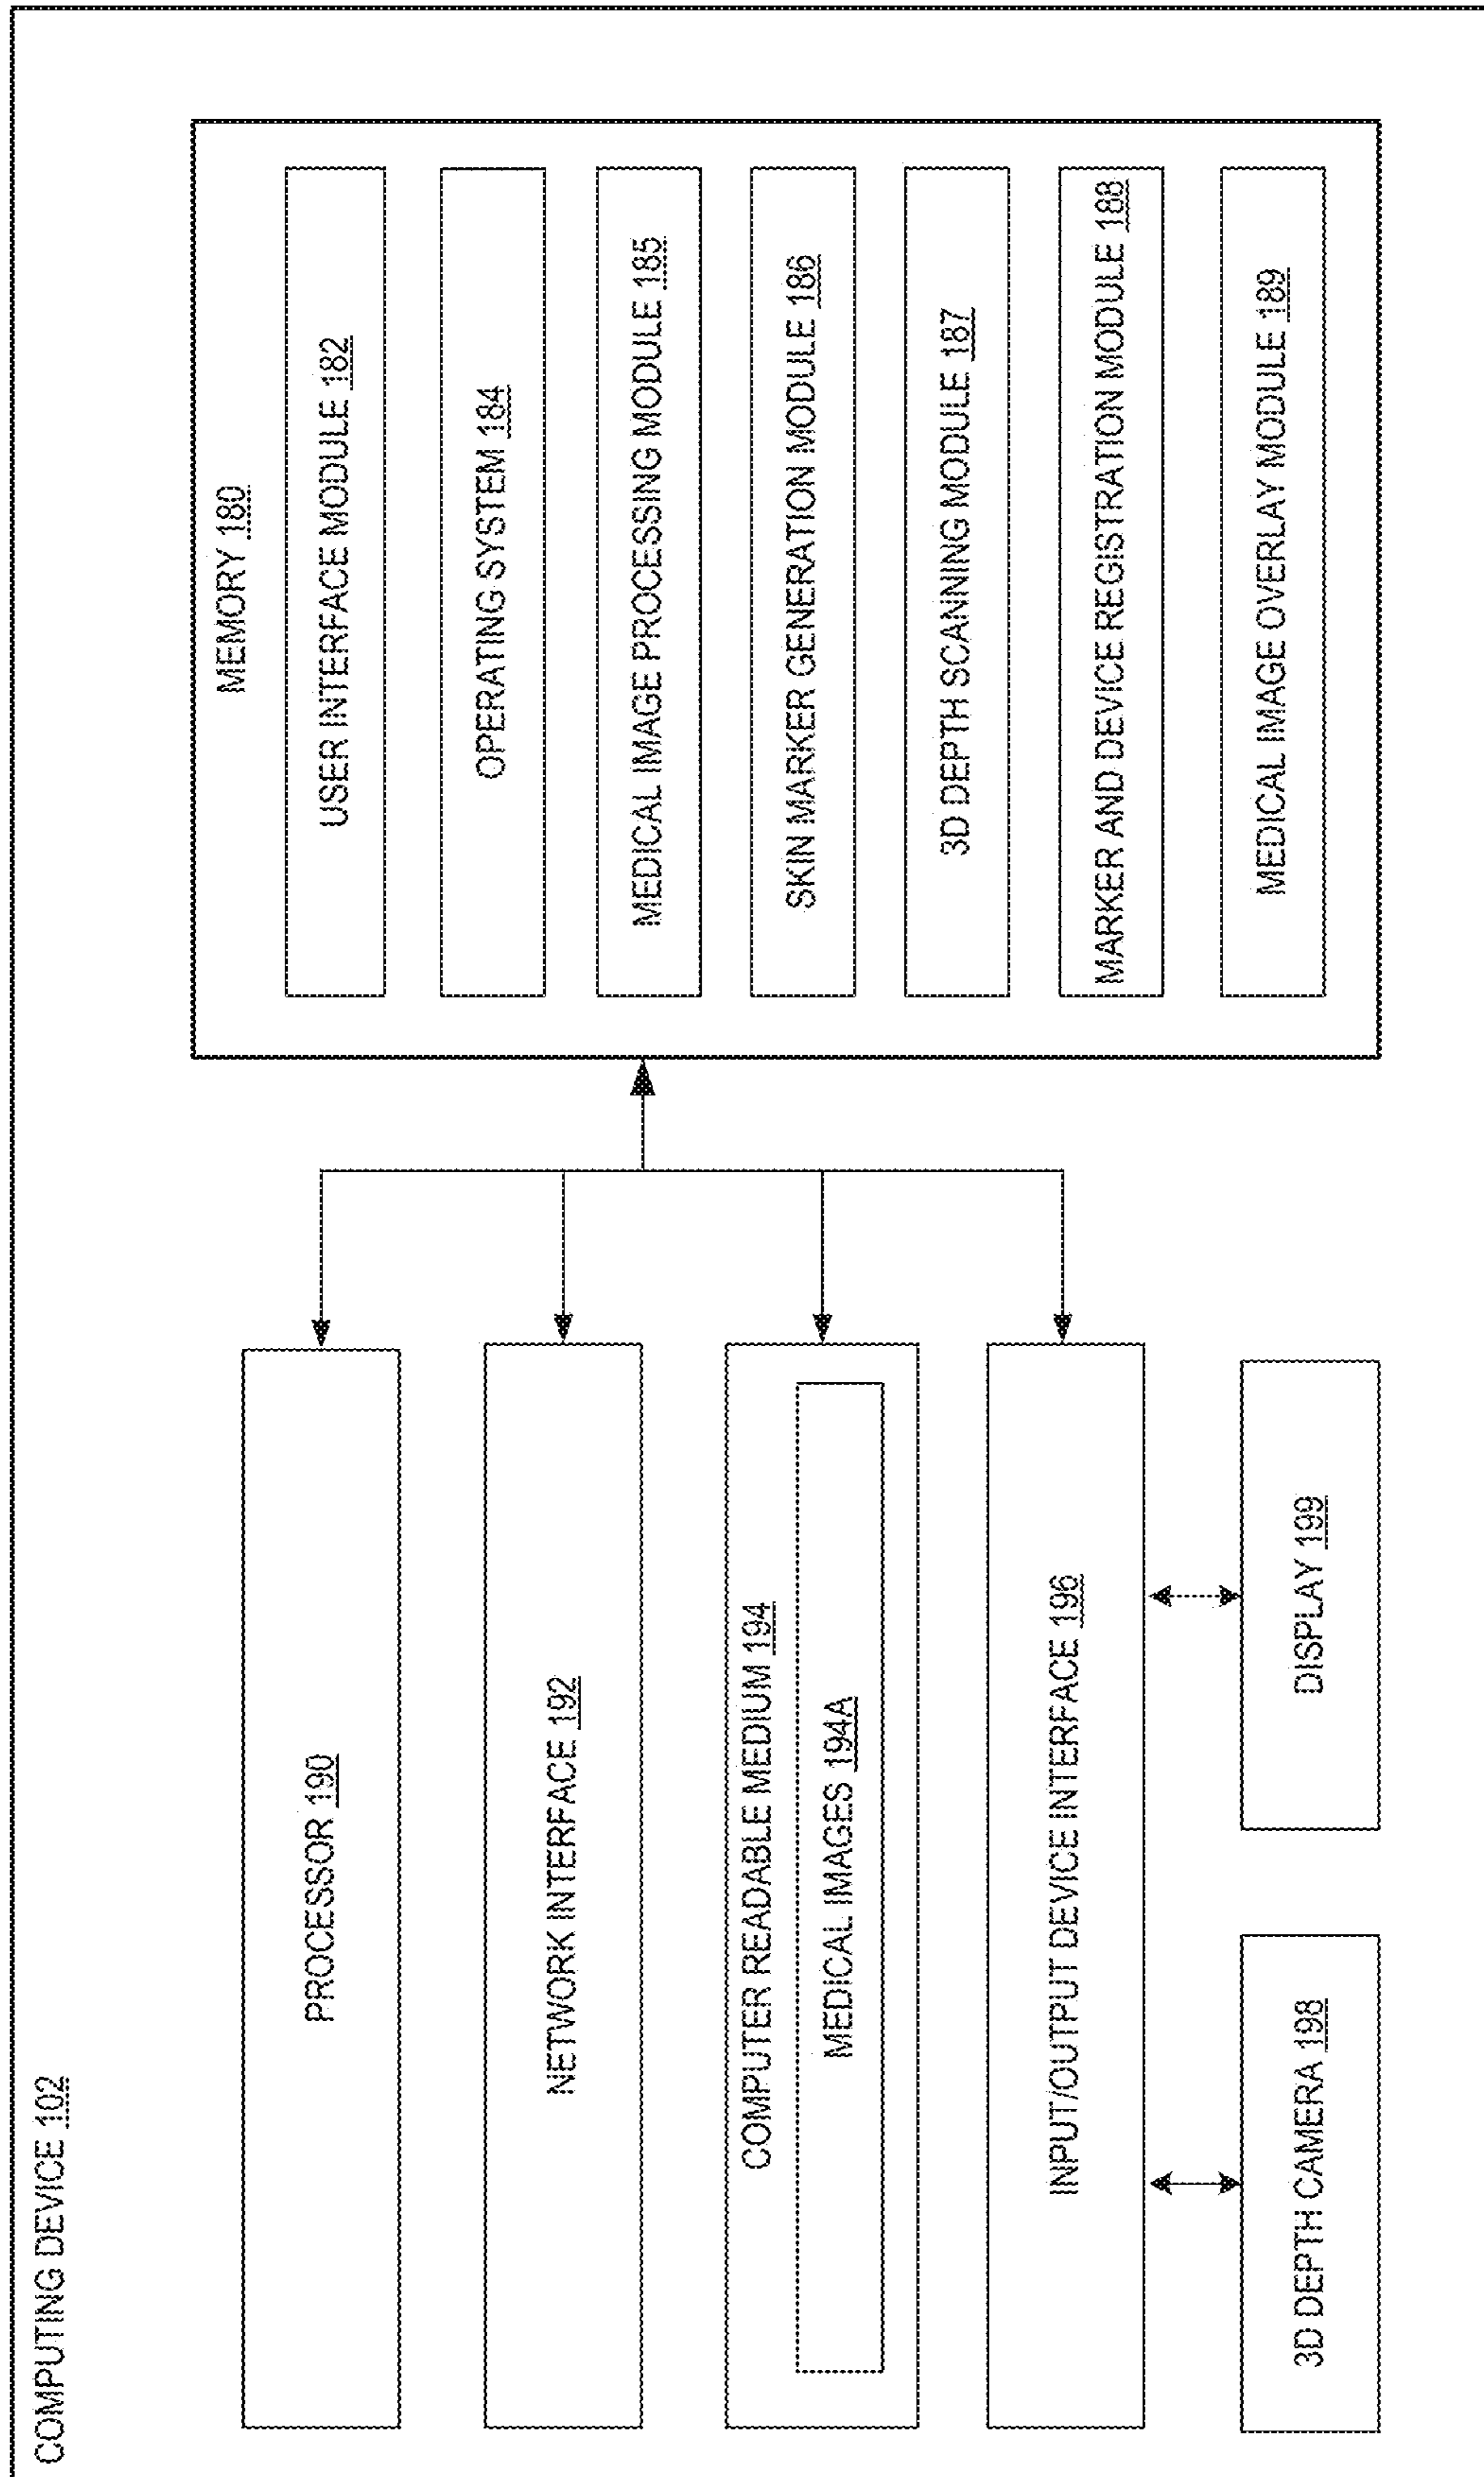 COMPUTING DEVICE 102
PROCESSOR 190
NETWORK INTERFACE 192
COMPUTER READABLE MEDIUM 194
MEDICAL IMAGES 194A
INPUT/OUTPUT DEVICE INTERFACE 196
3D DEPTH CAMERA 198
DISPLAY 199
MEMORY 180
USER INTERFACE MODULE 182
OPERATING SYSTEM 184
MEDICAL IMAGE PROCESSING MODULE 185
SKIN MARKER GENERATION MODULE 186
3D DEPTH SCANNING MODULE 187
MARKER AND DEVICE REGISTRATION MODULE 188
MEDICAL IMAGE OVERLAY MODULE 189